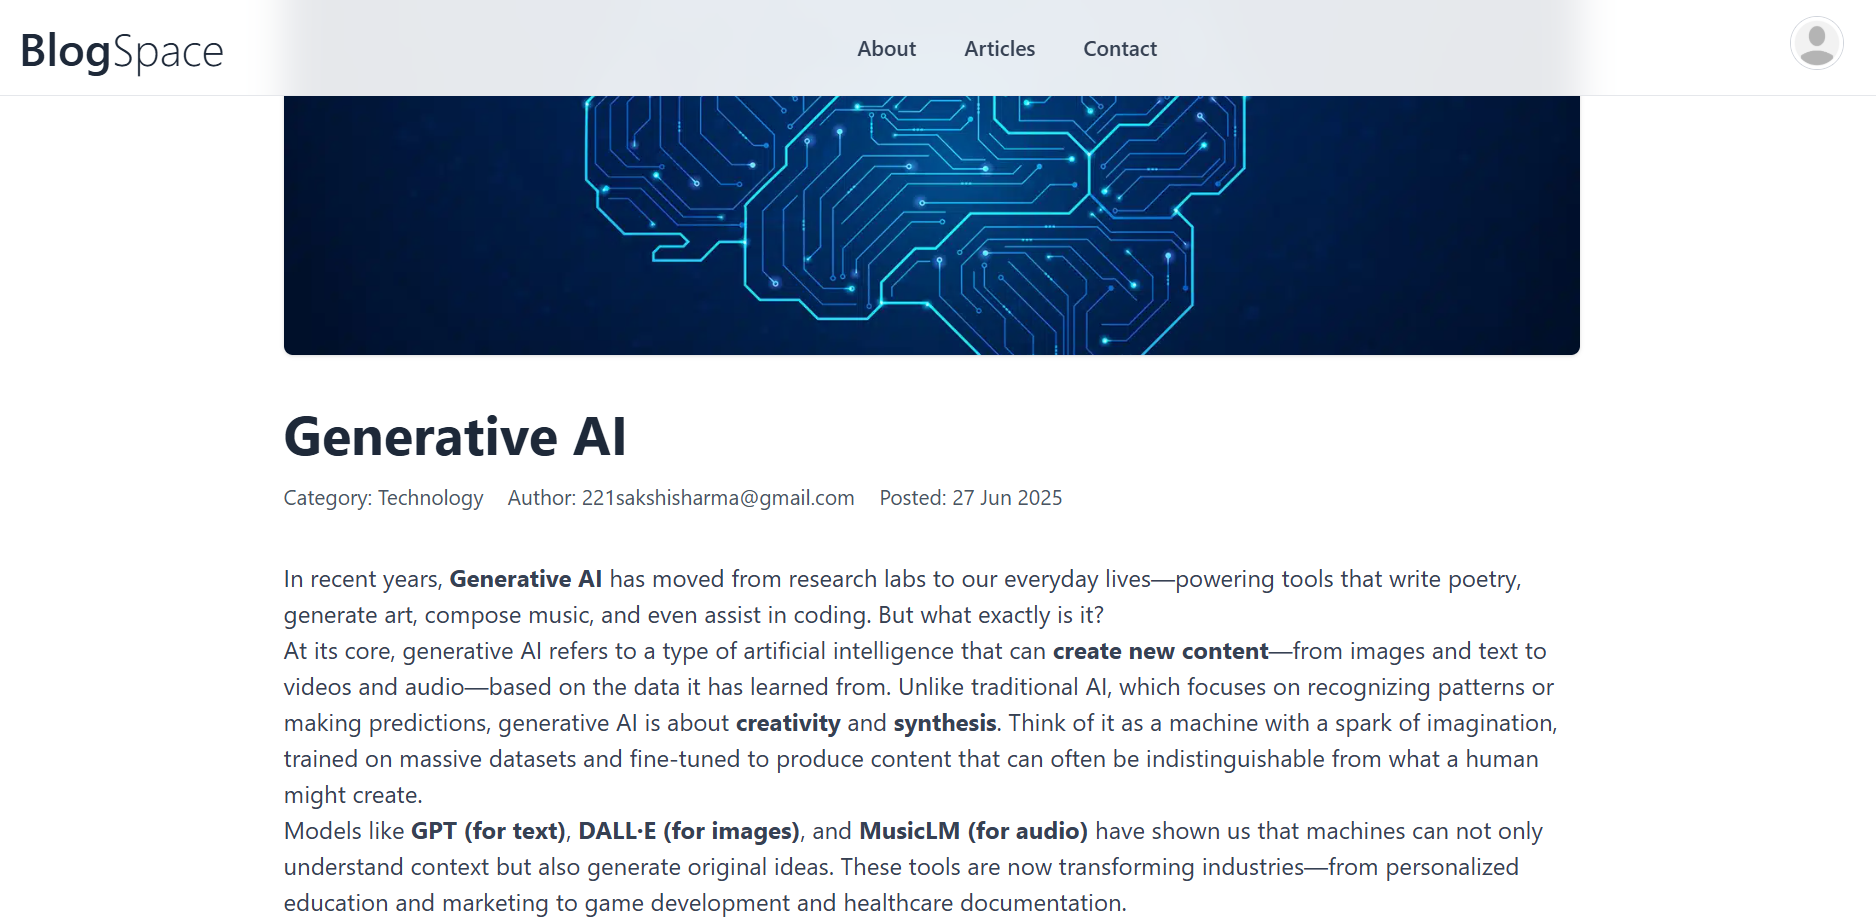 BlogSpace
About Articles Contact
Generative AI
Category: Technology Author: 221sakshisharma@gmail.com Posted: 27 Jun 2025
In recent years, Generative AI has moved from research labs to our everyday lives—powering tools that write poetry,
generate art, compose music, and even assist in coding. But what exactly is it?
At its core, generative AI refers to a type of artificial intelligence that can create new content—from images and text to
videos and audio—based on the data it has learned from. Unlike traditional AI, which focuses on recognizing patterns or
making predictions, generative AI is about creativity and synthesis. Think of it as a machine with a spark of imagination,
trained on massive datasets and fine-tuned to produce content that can often be indistinguishable from what a human
might create.
Models like GPT (for text), DALL·E (for images), and MusicLM (for audio) have shown us that machines can not only
understand context but also generate original ideas. These tools are now transforming industries—from personalized
education and marketing to game development and healthcare documentation.